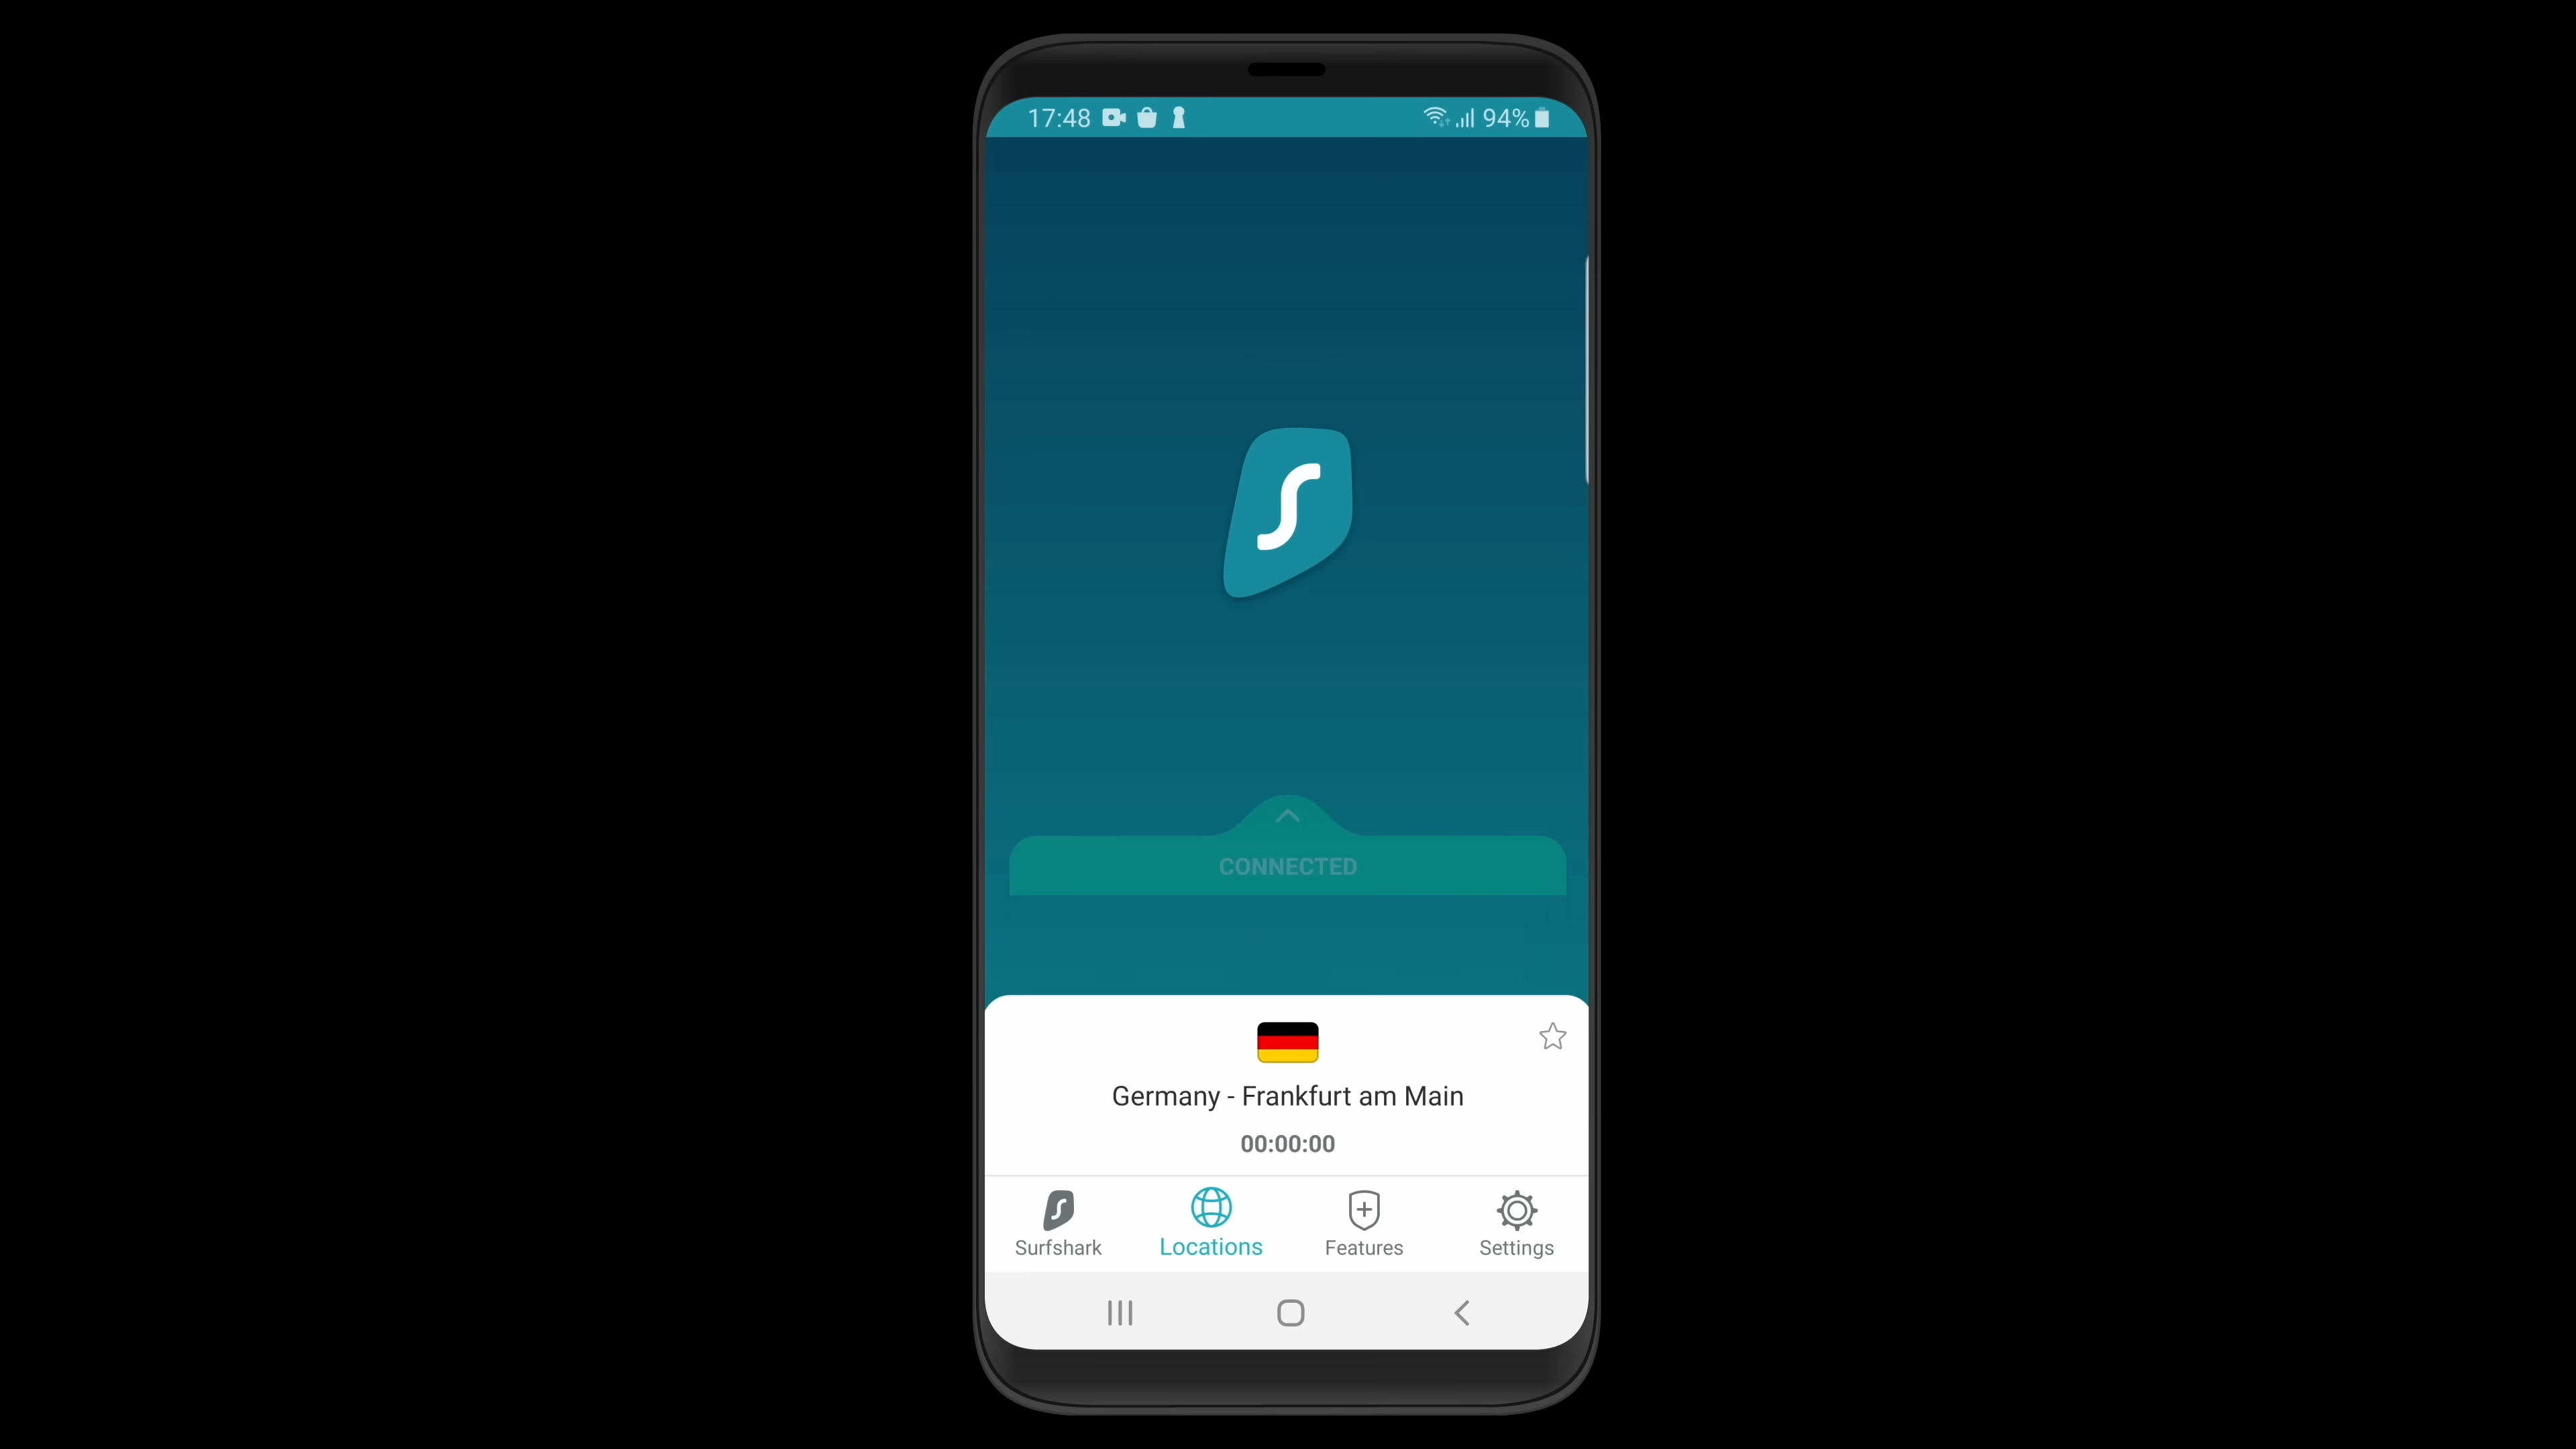 17:48 94%
CONNECTED
Germany - Frankfurt am Main
00:00:00
Surfshark Locations Features Settings